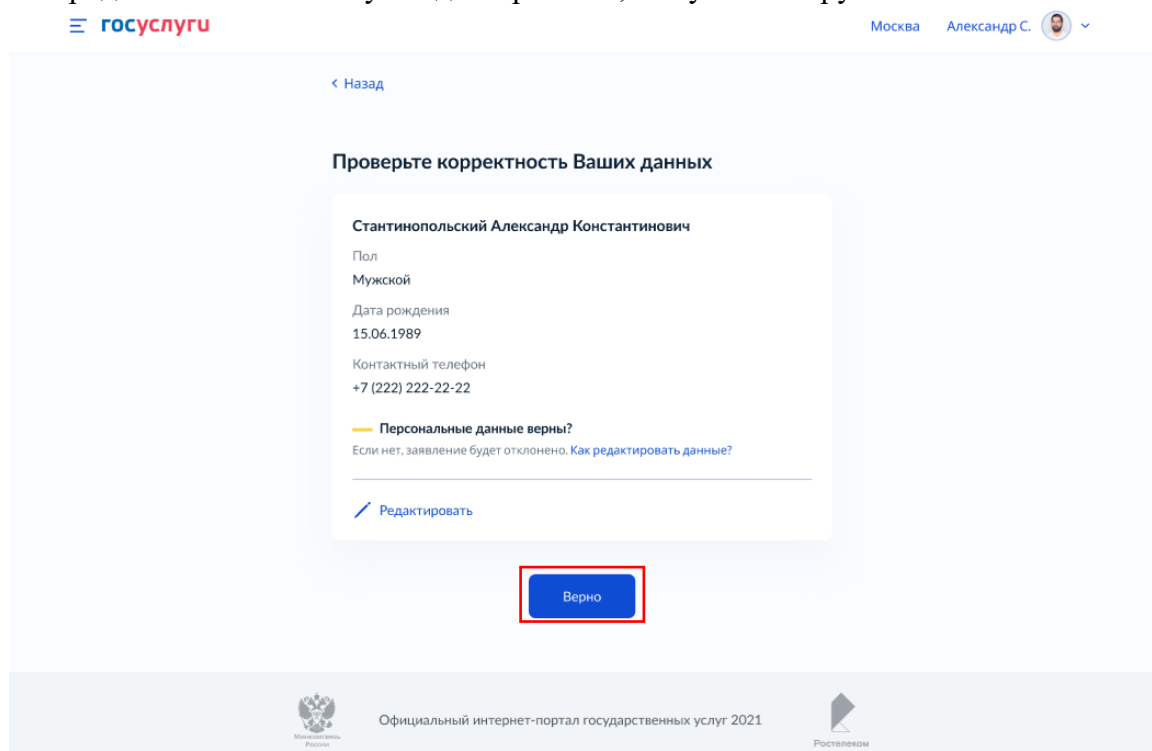 госуслуги
Москва Александр С.
Назад
Проверьте корректность Ваших данных
Стантинопольский Александр Константинович
Пол
Мужской
Дата рождения
15.06.1989
Контактный телефон
+7 (222) 222-22-22
Персональные данные верны?
Если нет, заявление будет отклонено. Как редактировать данные?
Редактировать
Верно
Официальный интернет-портал государственных услуг 2021
Минкомсвязь
России
Ростелеком